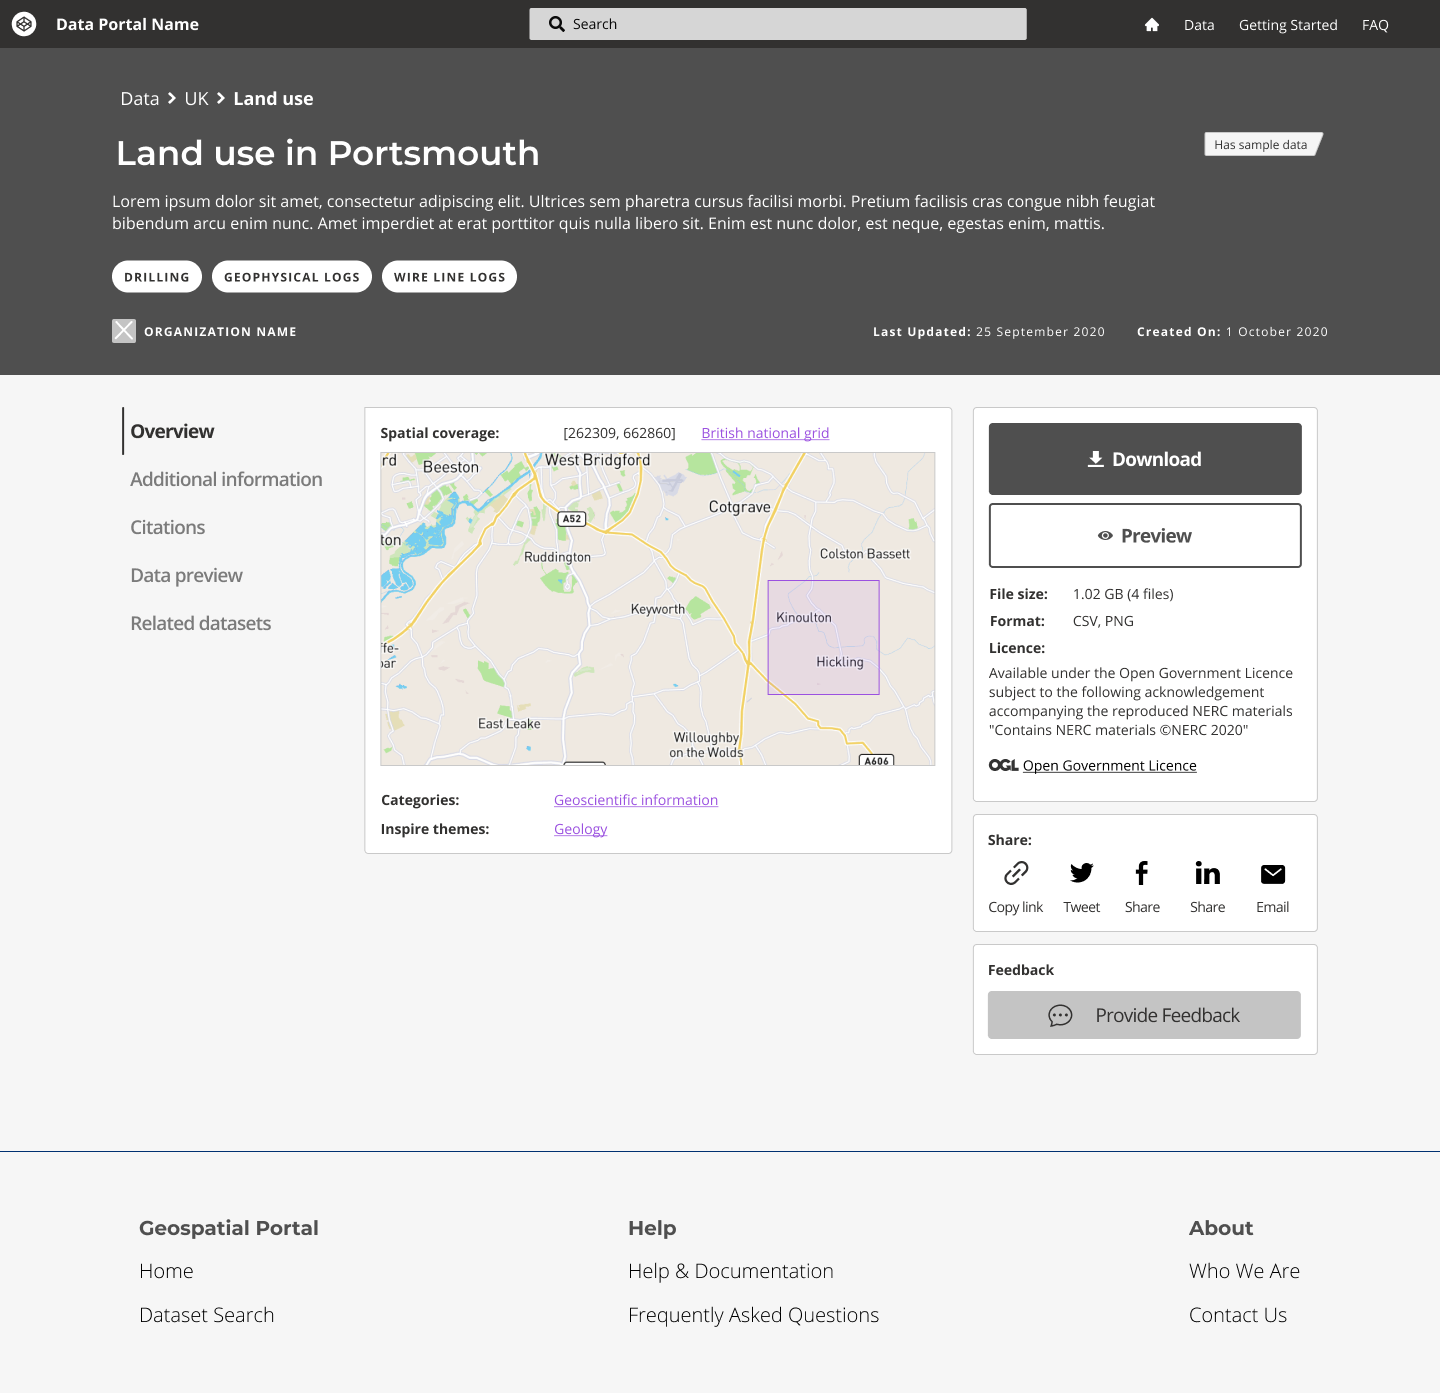 Data Portal Name
Search
Data
Getting Started
FAQ
Data
UK
Land use
Land use in Portsmouth
Has sample data
Lorem ipsum dolor sit amet, consectetur adipiscing elit. Ultrices sem pharetra cursus facilisi morbi. Pretium facilisis cras congue nibh feugiat
bibendum arcu enim nunc. Amet imperdiet at erat porttitor quis nulla libero sit. Enim est nunc dolor, est neque, egestas enim, mattis.
DRILLING
GEOPHYSICAL LOGS
WIRE LINE LOGS
ORGANIZATION NAME
Last Updated: 25 September 2020
Created On: 1 October 2020
Overview
Additional information
Citations
Data preview
Related datasets
Spatial coverage:
[262309, 662860]
British national grid
rd
Beeston
West Bridgford
Cotgrave
A52
ton
Ruddington
Colston Bassett
Keyworth
Kinoulton
ffe-
oar
Hickling
East Leake
Willoughby
on the Wolds
A606
Categories:
Geoscientific information
Inspire themes:
Geology
Download
Preview
File size:
1.02 GB (4 files)
Format:
CSV, PNG
Licence:
Available under the Open Government Licence
subject to the following acknowledgement
accompanying the reproduced NERC materials
"Contains NERC materials ©NERC 2020"
OGL
Open Government Licence
Share:
Copy link
Tweet
Share
Share
Email
Feedback
Provide Feedback
Geospatial Portal
Home
Dataset Search
Help
Help & Documentation
Frequently Asked Questions
About
Who We Are
Contact Us